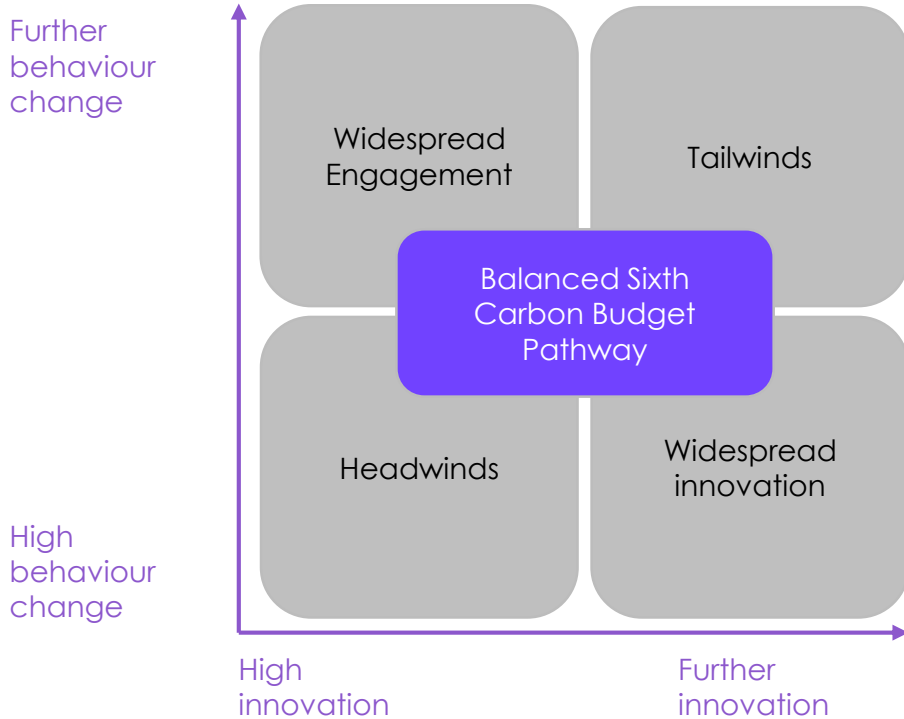 Further
behaviour
change
Widespread
Engagement
Tailwinds
Balanced Sixth
Carbon Budget
Pathway
Headwinds
Widespread
innovation
High
behaviour
change
High
innovation
Further
innovation